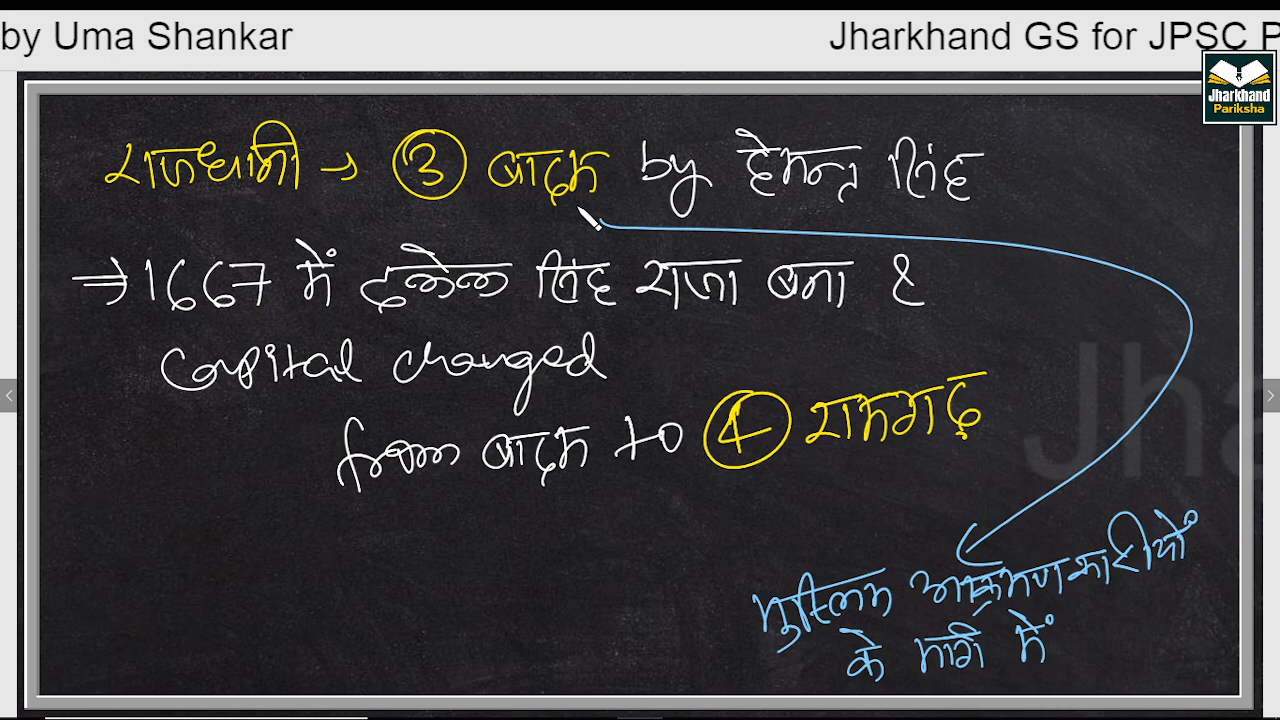 by Uma Shankar
Jharkhand GS for JPSC P
Jharkhand
Pariksha
राजधानी → ③ बादम by हेमन्त सिंह
⇒ 1667 में दलेल सिंह राजा बना &
Capital changed
from बादम to ④ रामगढ़
मुस्लिम आक्रमणकारीयों
के मार्ग में
Jha